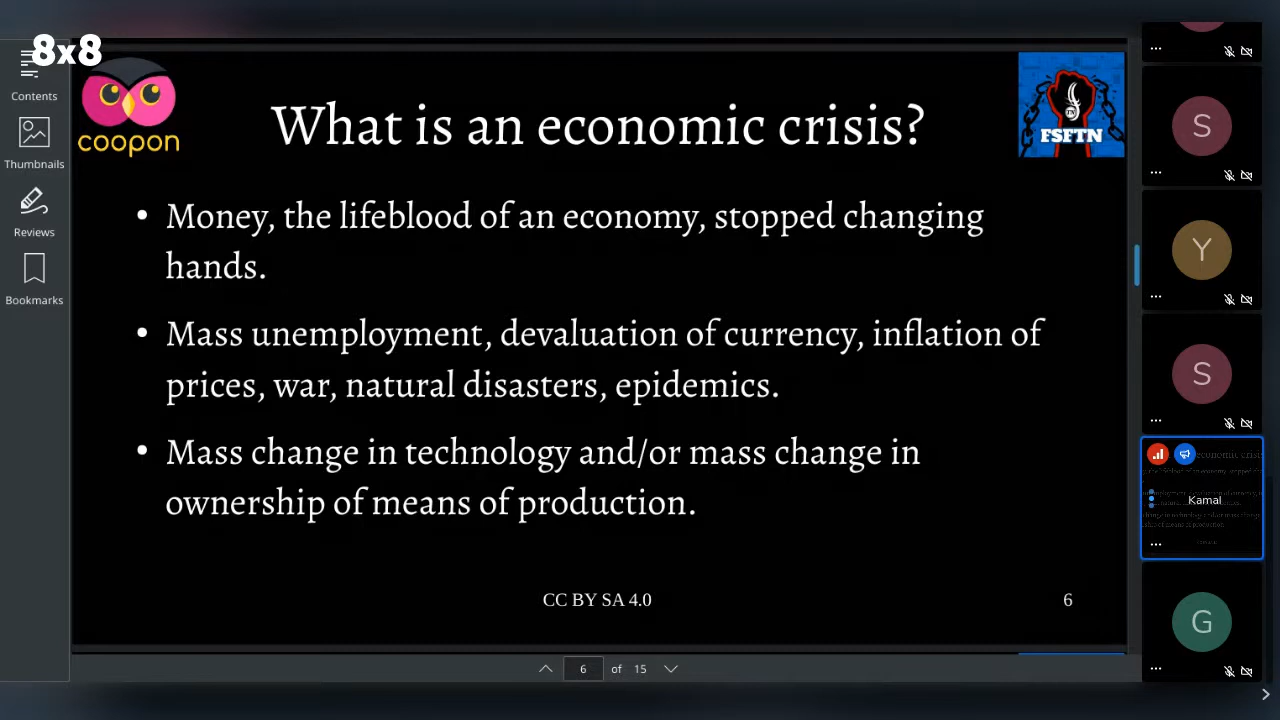 8x8
Contents
Thumbnails
Reviews
Bookmarks
coopon
What is an economic crisis?
FSFTN
• Money, the lifeblood of an economy, stopped changing
hands.
• Mass unemployment, devaluation of currency, inflation of
prices, war, natural disasters, epidemics.
• Mass change in technology and/or mass change in
ownership of means of production.
CC BY SA 4.0
6
6 of 15
S
Y
S
Kamal
G